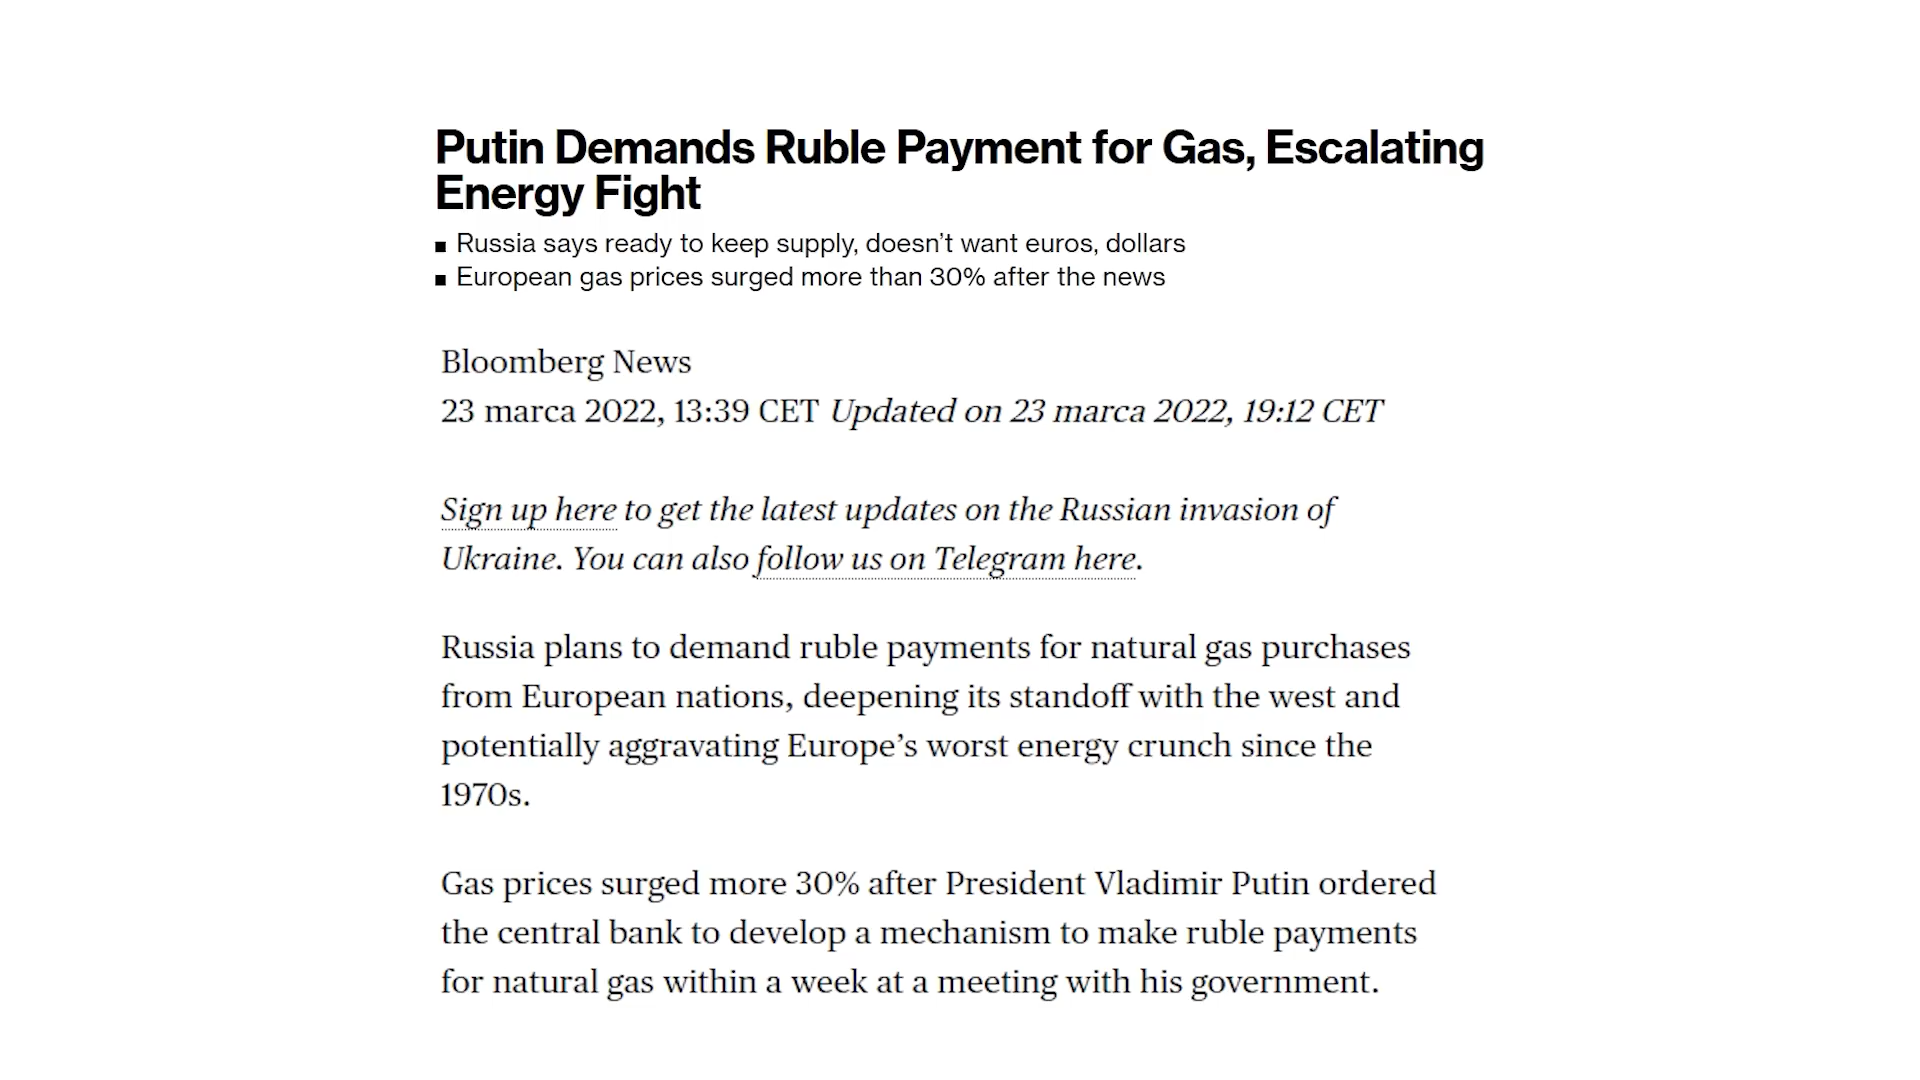 Putin Demands Ruble Payment for Gas, Escalating
Energy Fight
■ Russia says ready to keep supply, doesn’t want euros, dollars
■ European gas prices surged more than 30% after the news
Bloomberg News
23 marca 2022, 13:39 CET Updated on 23 marca 2022, 19:12 CET
Sign up here to get the latest updates on the Russian invasion of
Ukraine. You can also follow us on Telegram here.
Russia plans to demand ruble payments for natural gas purchases
from European nations, deepening its standoff with the west and
potentially aggravating Europe’s worst energy crunch since the
1970s.
Gas prices surged more 30% after President Vladimir Putin ordered
the central bank to develop a mechanism to make ruble payments
for natural gas within a week at a meeting with his government.